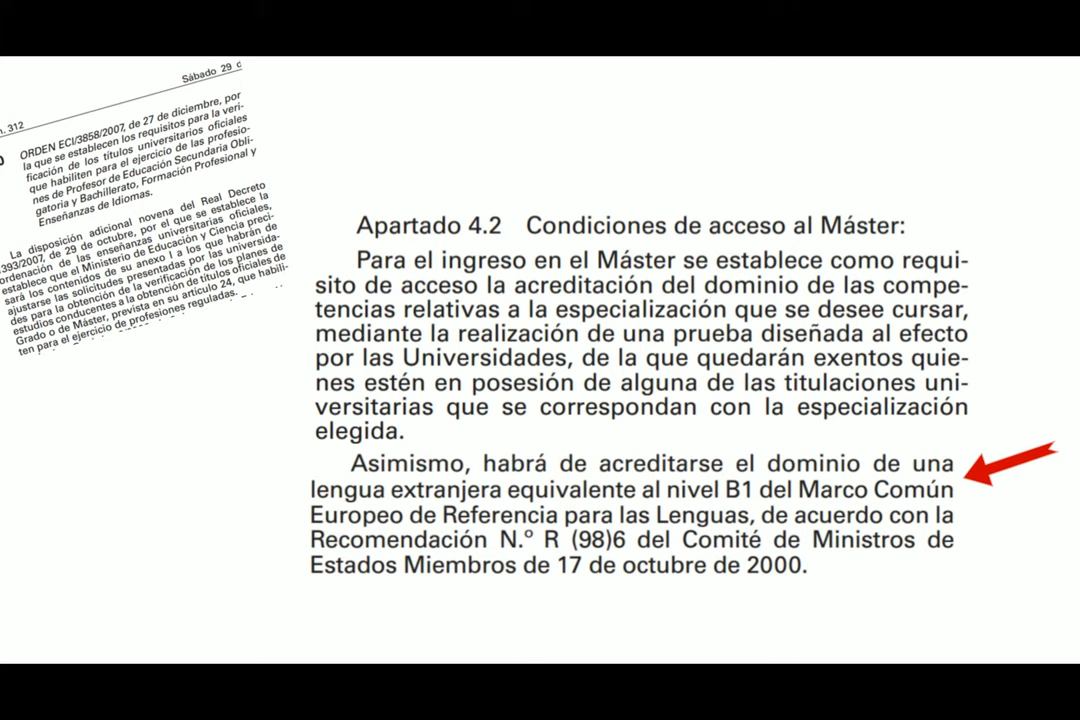 Sábado 29
312
ORDEN ECI/3858/2007, de 27 de diciembre, por
la que se establecen los requisitos para la veri-
ficación de los títulos universitarios oficiales
que habiliten para el ejercicio de las profesio-
nes de Profesor de Educación Secundaria Obli-
gatoria y Bachillerato, Formación Profesional y
Enseñanzas de Idiomas.
La disposición adicional novena del Real Decreto
1393/2007, de 29 de octubre, por el que se establece la
ordenación de las enseñanzas universitarias oficiales,
establece que el Ministerio de Educación y Ciencia preci-
sará los contenidos de su anexo I a los que habrán de
ajustarse las solicitudes presentadas por las universida-
des para la obtención de la verificación de los planes de
estudios conducentes a la obtención de títulos oficiales de
Grado o de Máster, prevista en su artículo 24, que habili-
ten para el ejercicio de profesiones reguladas.
Apartado 4.2 Condiciones de acceso al Máster:
Para el ingreso en el Máster se establece como requi-
sito de acceso la acreditación del dominio de las compe-
tencias relativas a la especialización que se desee cursar,
mediante la realización de una prueba diseñada al efecto
por las Universidades, de la que quedarán exentos quie-
nes estén en posesión de alguna de las titulaciones uni-
versitarias que se correspondan con la especialización
elegida.
Asimismo, habrá de acreditarse el dominio de una
lengua extranjera equivalente al nivel B1 del Marco Común
Europeo de Referencia para las Lenguas, de acuerdo con la
Recomendación N.º R (98)6 del Comité de Ministros de
Estados Miembros de 17 de octubre de 2000.